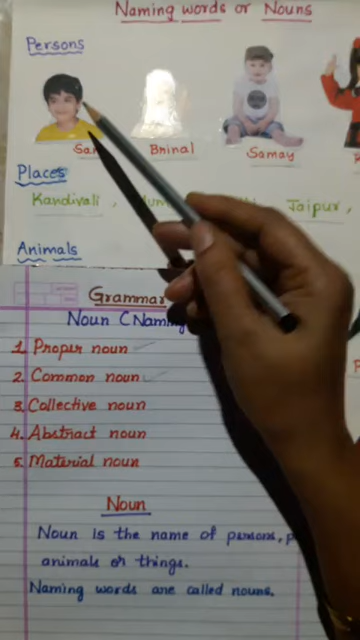 Naming words or Nouns
Persons
Brinal
Samay
Places
Kandivali ,
Jaipur,
Animals
Grammar
Noun (Naming
1. Proper noun
2. Common noun
3. Collective noun
4. Abstract noun
5. Material noun
Noun
Noun is the name of persons,
animals or things.
Naming words are called nouns.